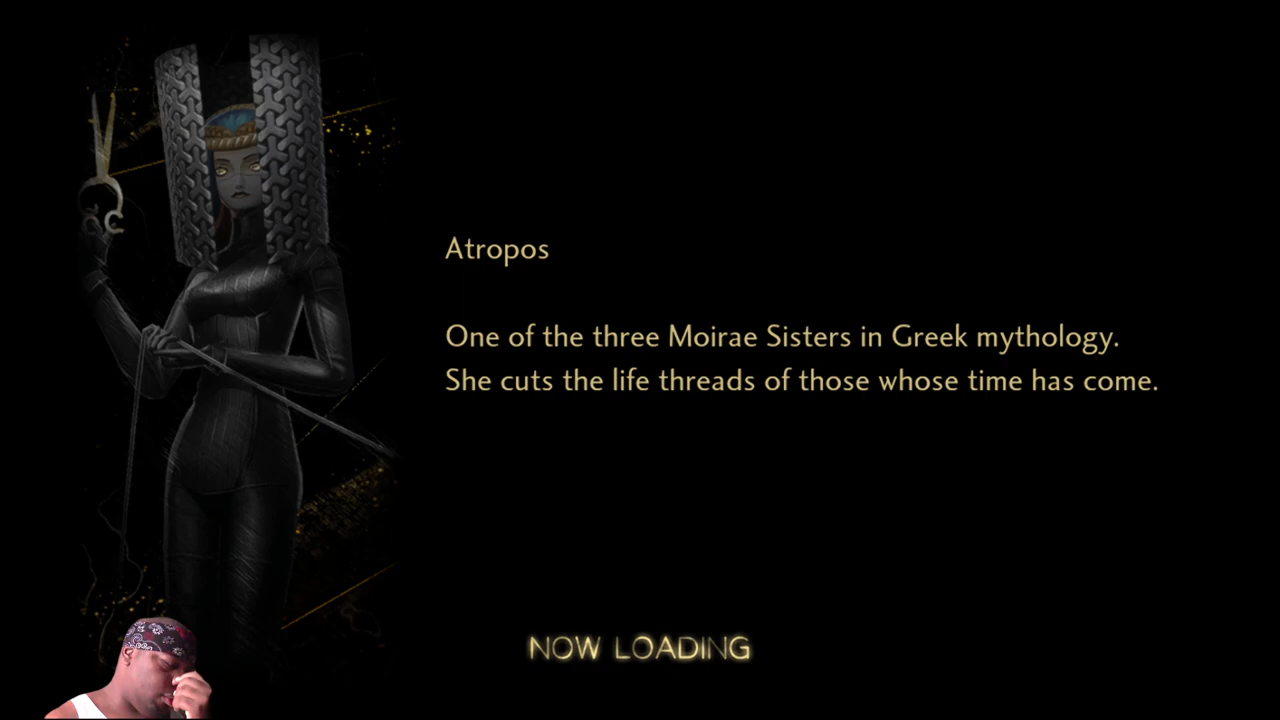 Atropos
One of the three Moirae Sisters in Greek mythology.
She cuts the life threads of those whose time has come.
NOW LOADING